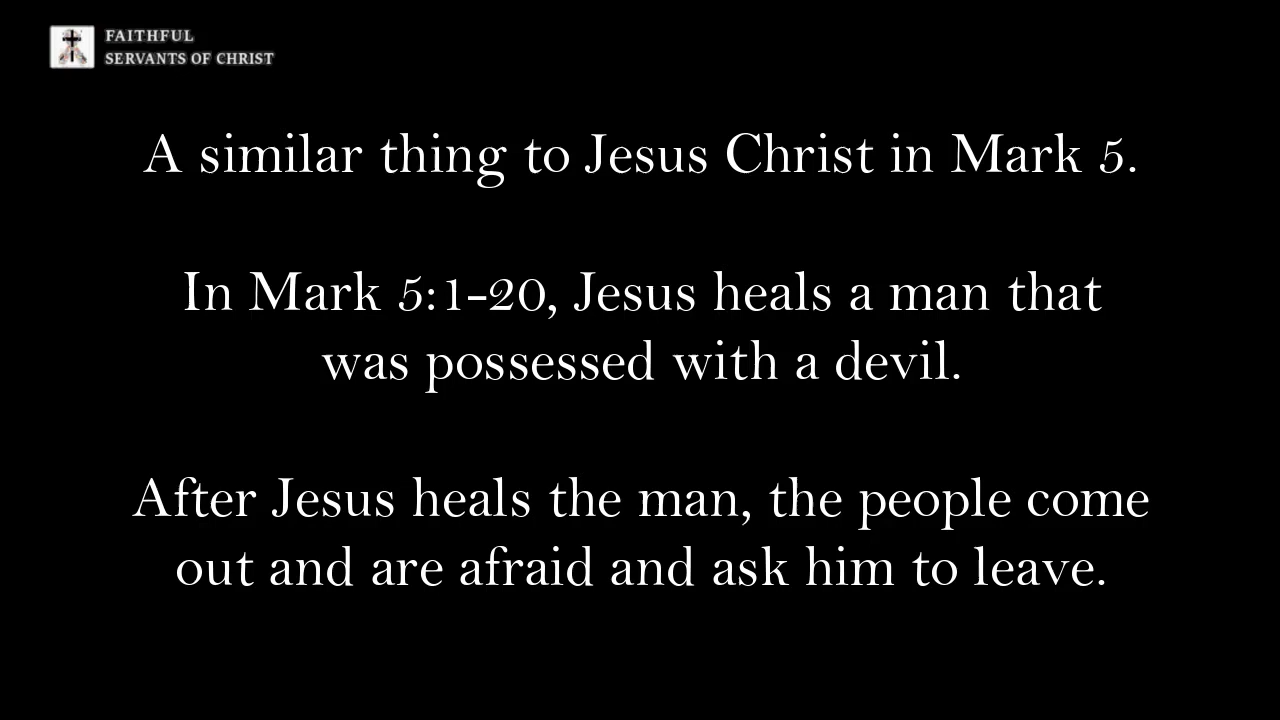 FAITHFUL
SERVANTS OF CHRIST
A similar thing to Jesus Christ in Mark 5.
In Mark 5:1-20, Jesus heals a man that
was possessed with a devil.
After Jesus heals the man, the people come
out and are afraid and ask him to leave.